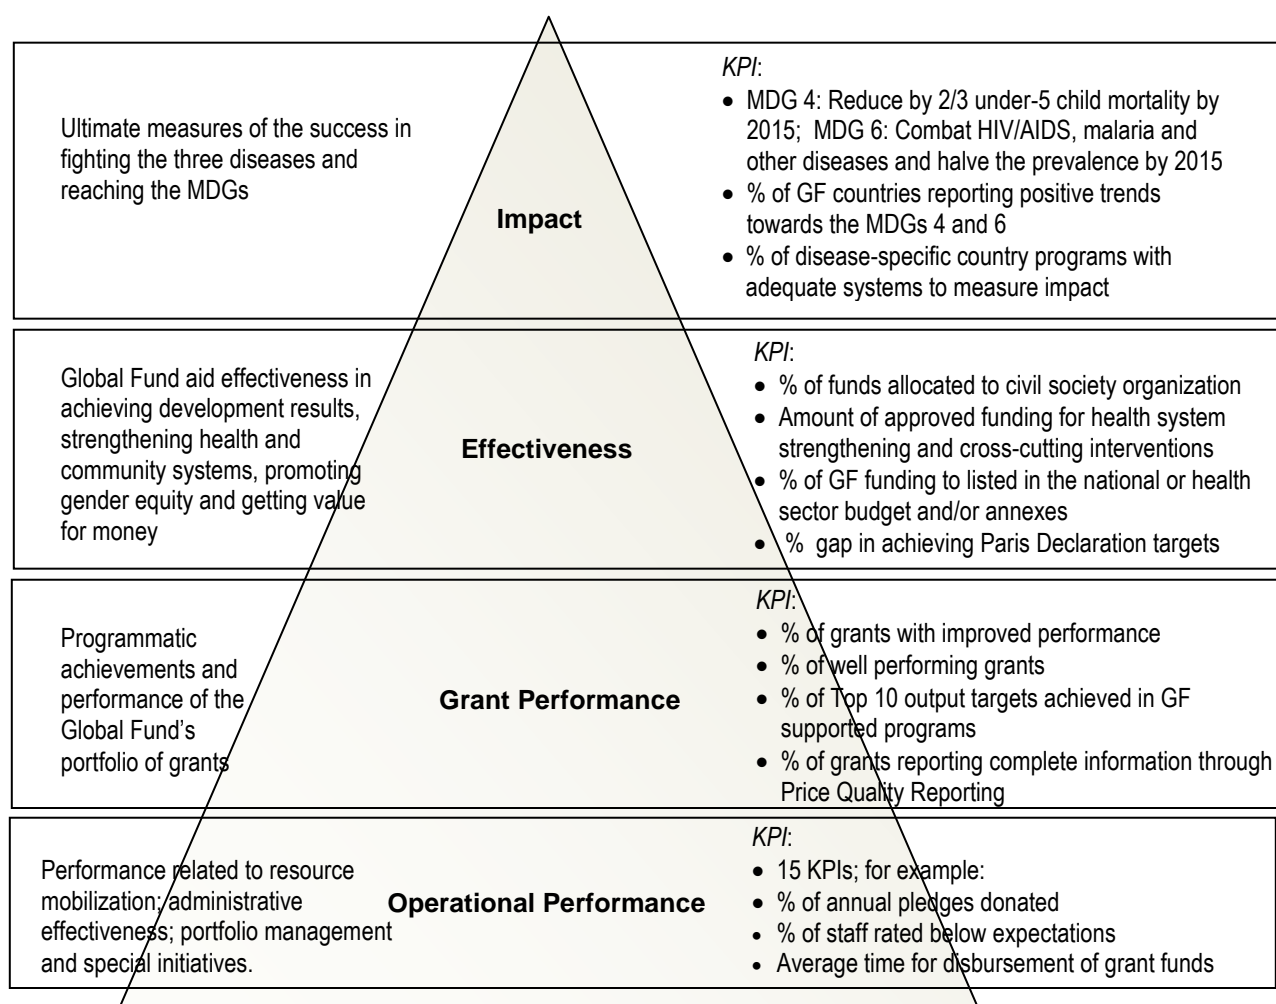 Ultimate measures of the success in
fighting the three diseases and
reaching the MDGs
Impact
KPI:
• MDG 4: Reduce by 2/3 under-5 child mortality by
2015;  MDG 6: Combat HIV/AIDS, malaria and
other diseases and halve the prevalence by 2015
• % of GF countries reporting positive trends
towards the MDGs 4 and 6
• % of disease-specific country programs with
adequate systems to measure impact
Global Fund aid effectiveness in
achieving development results,
strengthening health and
community systems, promoting
gender equity and getting value
for money
Effectiveness
KPI:
• % of funds allocated to civil society organization
• Amount of approved funding for health system
strengthening and cross-cutting interventions
• % of GF funding to listed in the national or health
sector budget and/or annexes
• % gap in achieving Paris Declaration targets
Programmatic
achievements and
performance of the
Global Fund's
portfolio of grants
Grant Performance
KPI:
• % of grants with improved performance
• % of well performing grants
• % of Top 10 output targets achieved in GF
supported programs
• % of grants reporting complete information through
Price Quality Reporting
Performance related to resource
mobilization; administrative
effectiveness; portfolio management
and special initiatives.
Operational Performance
KPI:
• 15 KPIs; for example:
• % of annual pledges donated
• % of staff rated below expectations
• Average time for disbursement of grant funds